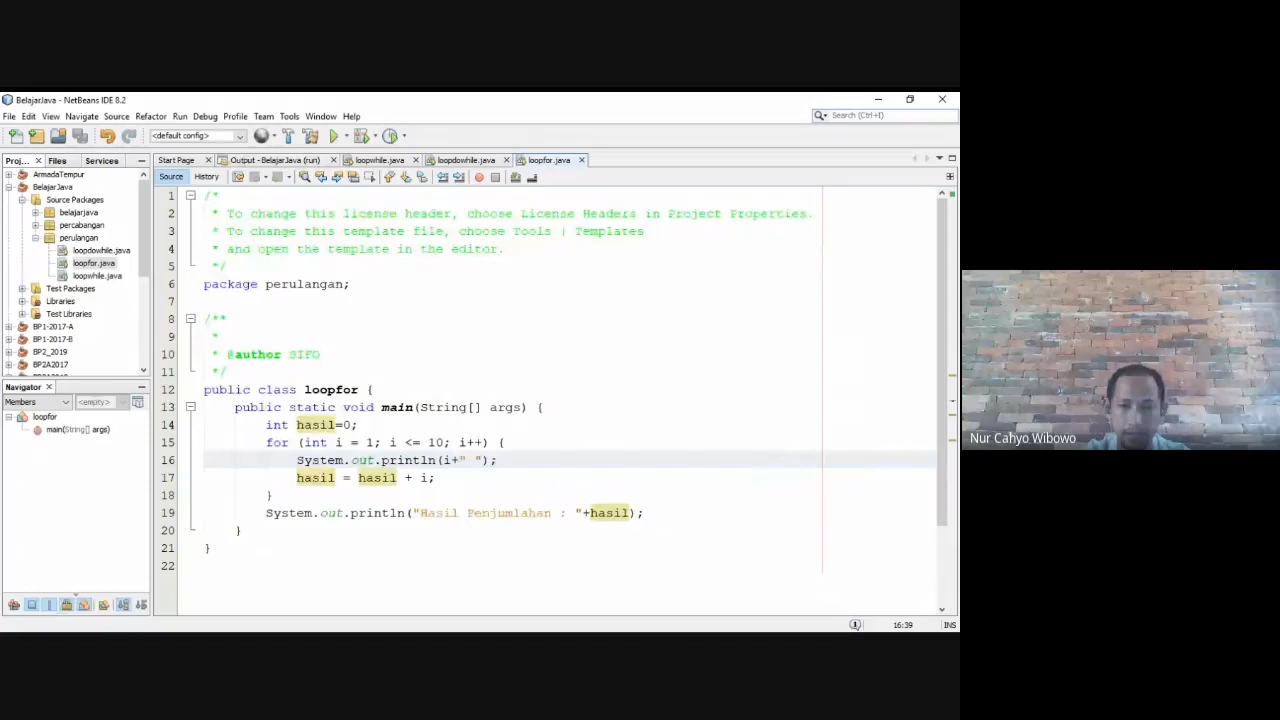 BelajarJava - NetBeans IDE 8.2
File Edit View Navigate Source Refactor Run Debug Profile Team Tools Window Help
Search (Ctrl+I)
<default config>
Proj... Files Services
Start Page Output - BelajarJava (run) loopwhile.java loopdowhile.java loopfor.java
Source History
ArmadaTempur
BelajarJava
Source Packages
belajarjava
percabangan
perulangan
loopdowhile.java
loopfor.java
loopwhile.java
Test Packages
Libraries
Test Libraries
BP1-2017-A
BP1-2017-B
BP2_2019
BP2A2017
Navigator
Members <empty>
loopfor
main(String[] args)
1 /*
2 * To change this license header, choose License Headers in Project Properties.
3 * To change this template file, choose Tools | Templates
4 * and open the template in the editor.
5 */
6 package perulangan;
7
8 /**
9 *
10 * @author SIFO
11 */
12 public class loopfor {
13 public static void main(String[] args) {
14 int hasil=0;
15 for (int i = 1; i <= 10; i++) {
16 System.out.println(i+" ");
17 hasil = hasil + i;
18 }
19 System.out.println("Hasil Penjumlahan : "+hasil);
20 }
21 }
22
16:39 INS
Nur Cahyo Wibowo